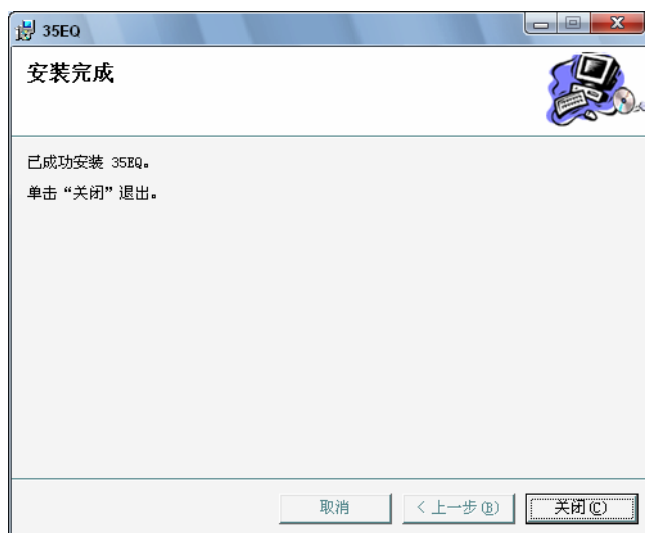 35EQ
安装完成
已成功安装 35EQ。
单击“关闭”退出。
取消
< 上一步(B)
关闭(C)